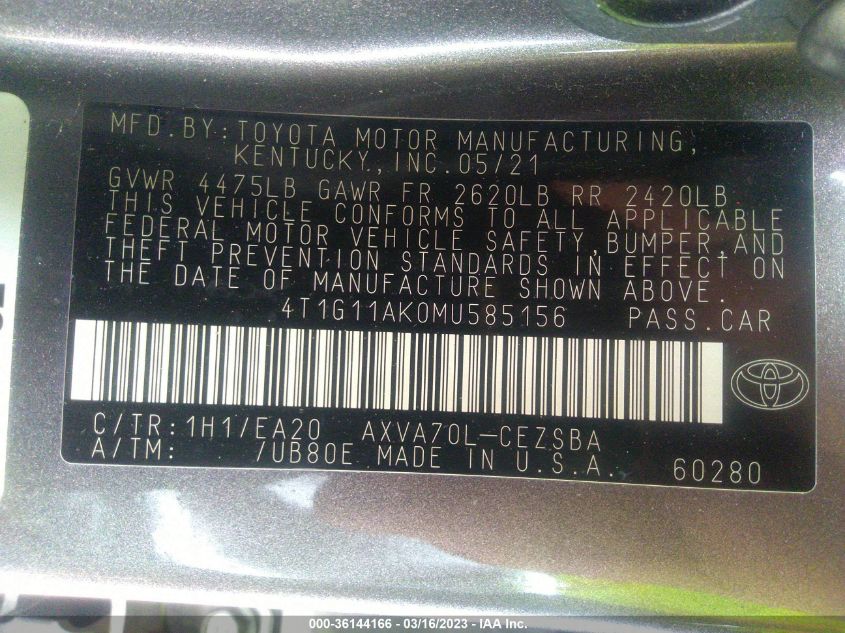 MFD.BY:TOYOTA MOTOR MANUFACTURING,
KENTUCKY,INC.05/21
GVWR 4475LB GAWR FR 2620LB RR 2420LB
THIS VEHICLE CONFORMS TO ALL APPLICABLE
FEDERAL MOTOR VEHICLE SAFETY,BUMPER,AND
THEFT PREVENTION STANDARDS IN EFFECT ON
THE DATE OF MANUFACTURE SHOWN ABOVE.
4T1G11AK0MU585156 PASS.CAR
C/TR:1H1/EA20 AXVA70L-CEZSBA
A/TM: /UB80E MADE IN U.S.A. 60280
000-36144166 - 03/16/2023 - IAA Inc.